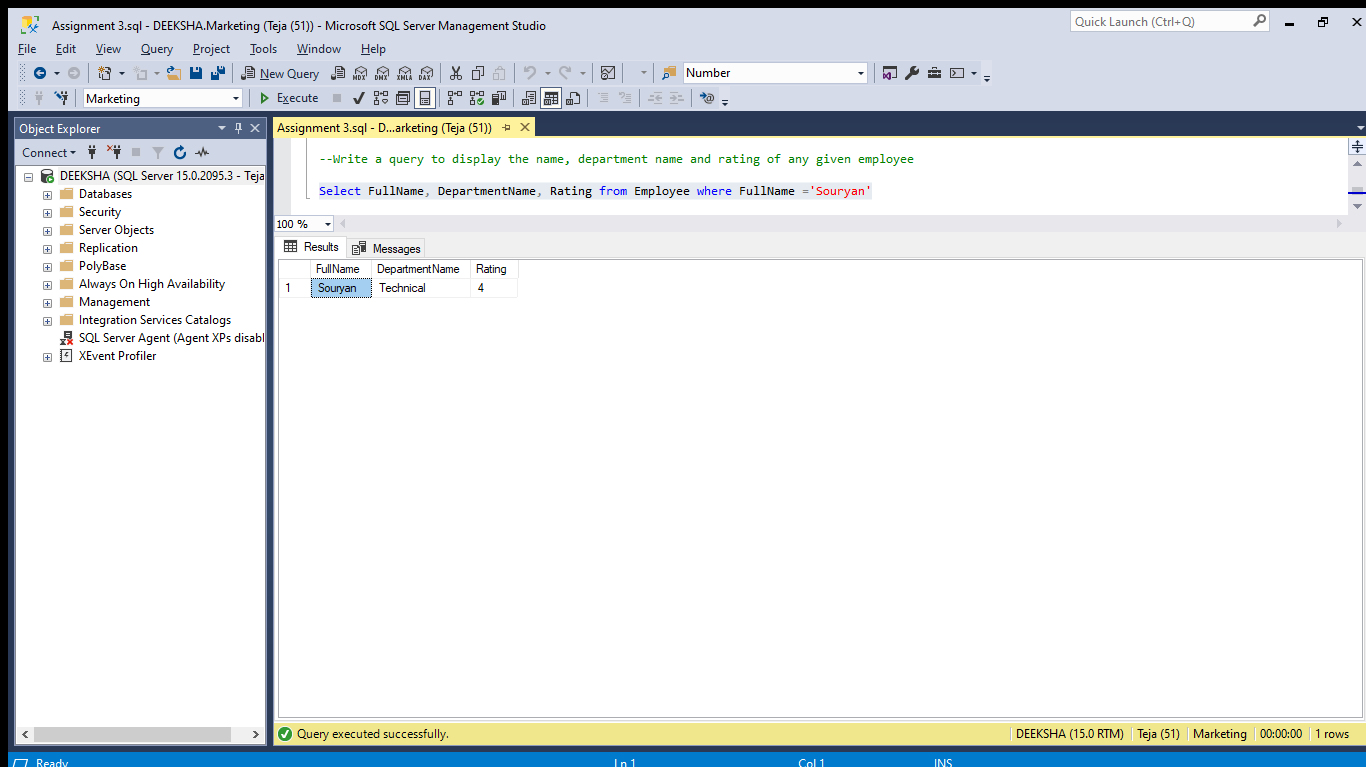 Assignment 3.sql - DEEKSHA.Marketing (Teja (51)) - Microsoft SQL Server Management Studio
Quick Launch (Ctrl+Q)
File Edit View Query Project Tools Window Help
New Query MDX DMX XMLA DAX Number
Marketing Execute
Object Explorer
Assignment 3.sql - D...arketing (Teja (51))
Connect
DEEKSHA (SQL Server 15.0.2095.3 - Teja
Databases
Security
Server Objects
Replication
PolyBase
Always On High Availability
Management
Integration Services Catalogs
SQL Server Agent (Agent XPs disabl
XEvent Profiler
--Write a query to display the name, department name and rating of any given employee
Select FullName, DepartmentName, Rating from Employee where FullName ='Souryan'
100 %
Results Messages
FullName DepartmentName Rating
1 Souryan Technical 4
Query executed successfully. DEEKSHA (15.0 RTM) Teja (51) Marketing 00:00:00 1 rows
Ready Ln 1 Col 1 INS